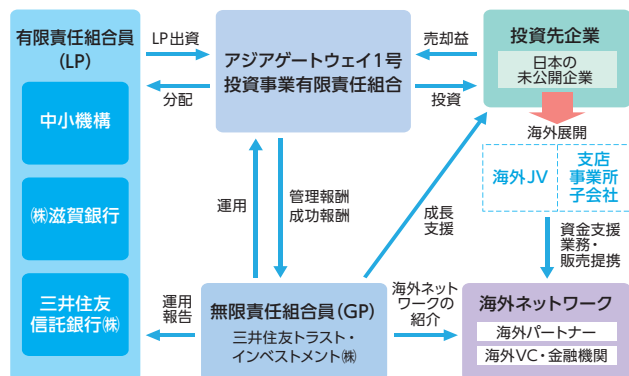 有限責任組合員
(LP)
中小機構
㈱滋賀銀行
三井住友
信託銀行㈱
LP出資
分配
アジアゲートウェイ1号
投資事業有限責任組合
売却益
投資
投資先企業
日本の
未公開企業
海外展開
海外JV
支店
事業所
子会社
運用
管理報酬
成功報酬
成長
支援
資金支援
業務・
販売提携
運用
報告
無限責任組合員(GP)
三井住友トラスト・
インベストメント㈱
海外ネット
ワークの
紹介
海外ネットワーク
海外パートナー
海外VC・金融機関